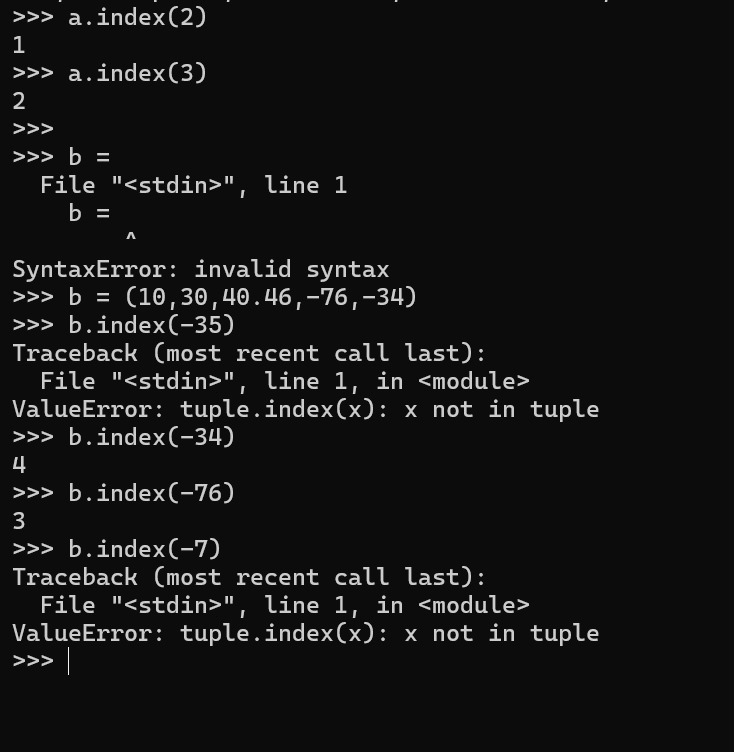 >>> a.index(2)
1
>>> a.index(3)
2
>>>
>>> b =
  File "<stdin>", line 1
    b =
        ^
SyntaxError: invalid syntax
>>> b = (10,30,40.46,-76,-34)
>>> b.index(-35)
Traceback (most recent call last):
  File "<stdin>", line 1, in <module>
ValueError: tuple.index(x): x not in tuple
>>> b.index(-34)
4
>>> b.index(-76)
3
>>> b.index(-7)
Traceback (most recent call last):
  File "<stdin>", line 1, in <module>
ValueError: tuple.index(x): x not in tuple
>>>